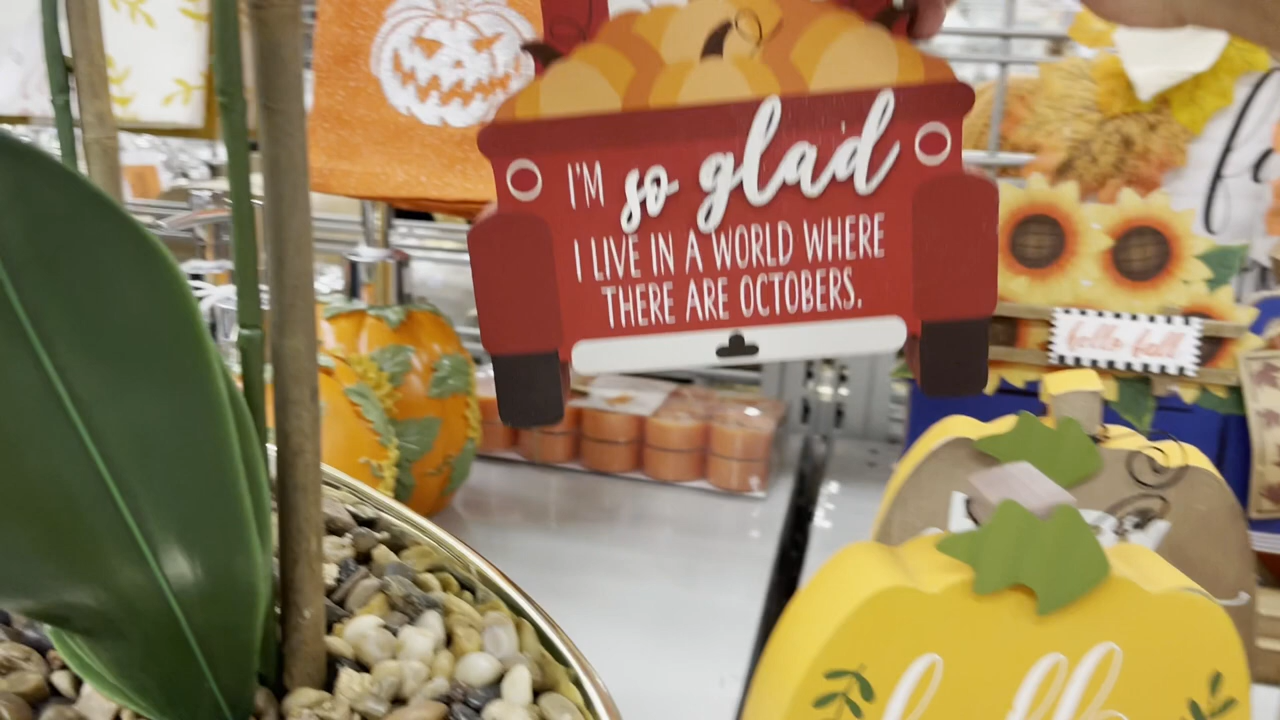 I'M so glad
I LIVE IN A WORLD WHERE
THERE ARE OCTOBERS.
hello fall